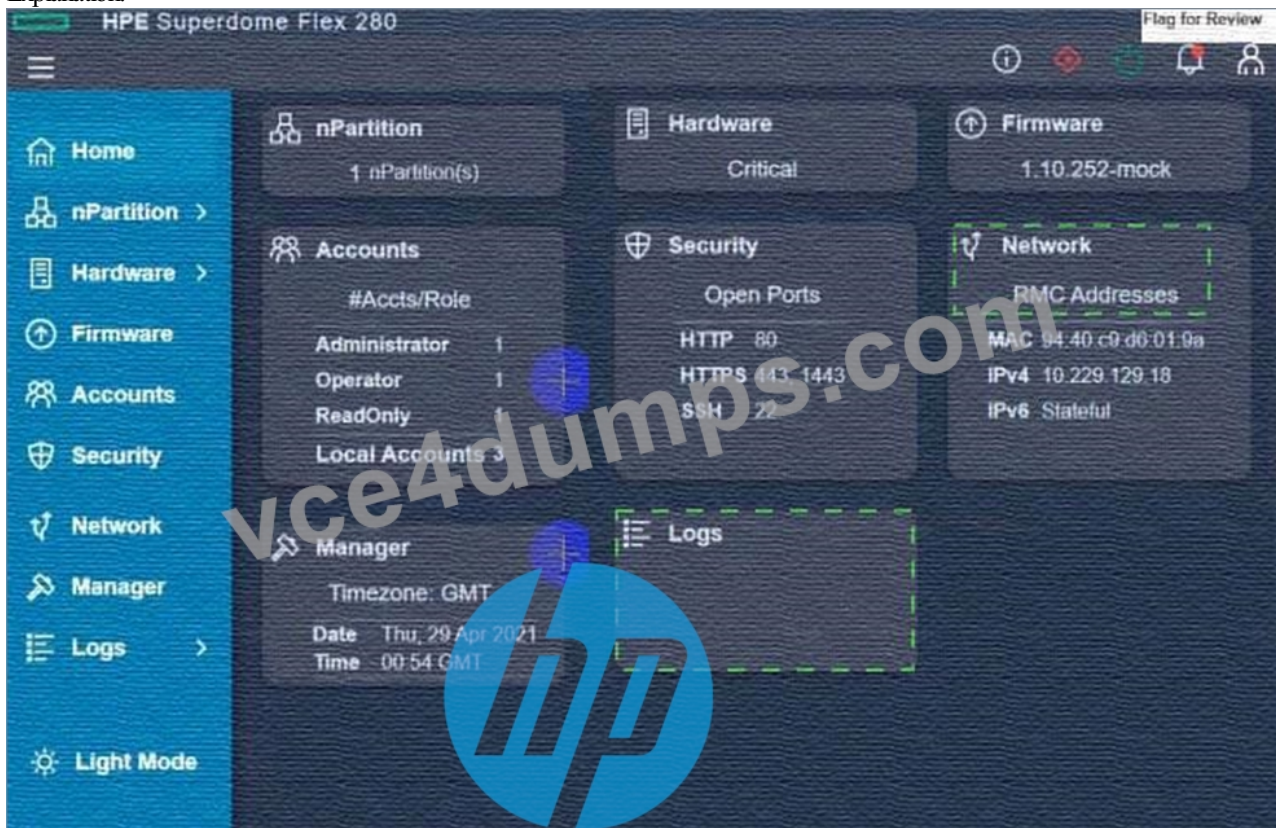 HPE Superdome Flex 280
Flag for Review
Home
nPartition >
Hardware >
Firmware
Accounts
Security
Network
Manager
Logs >
Light Mode
nPartition
1 nPartition(s)
Hardware
Critical
Firmware
1.10.252-mock
Accounts
#Accts/Role
Administrator 1
Operator 1
ReadOnly 1
Local Accounts 3
Security
Open Ports
HTTP 80
HTTPS 443, 1443
SSH 22
Network
RMC Addresses
MAC 94:40:c9:d6:01:9a
IPv4 10.229.129.18
IPv6 Stateful
Manager
Timezone: GMT
Date Thu, 29 Apr 2021
Time 00:54 GMT
Logs
vce4dumps.com
hp